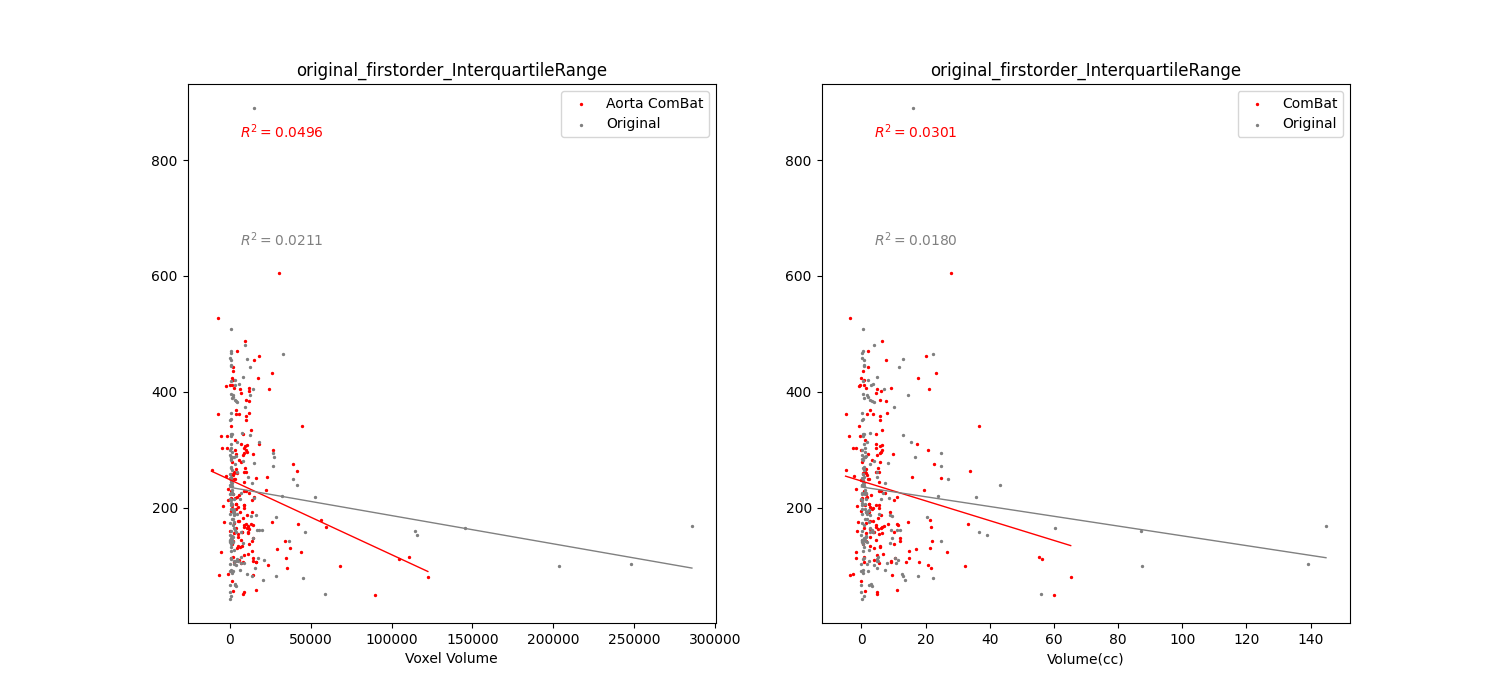 original_firstorder_InterquartileRange
Aorta ComBat
Original
R² = 0.0496
R² = 0.0211
800
600
400
200
0
50000
100000
150000
200000
250000
300000
Voxel Volume
original_firstorder_InterquartileRange
ComBat
Original
R² = 0.0301
R² = 0.0180
800
600
400
200
0
20
40
60
80
100
120
140
Volume(cc)